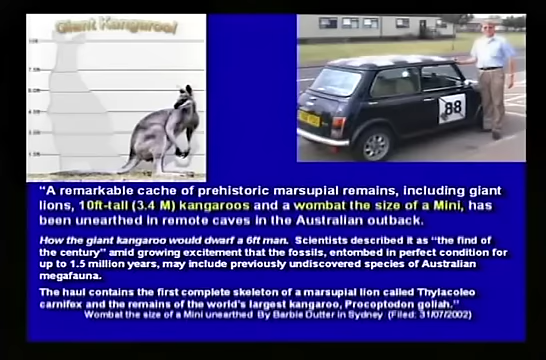 Giant Kangaroo!
88
"A remarkable cache of prehistoric marsupial remains, including giant
lions, 10ft-tall (3.4 M) kangaroos and a wombat the size of a Mini, has
been unearthed in remote caves in the Australian outback.
How the giant kangaroo would dwarf a 6ft man. Scientists described it as "the find of
the century" amid growing excitement that the fossils, entombed in perfect condition for
up to 1.5 million years, may include previously undiscovered species of Australian
megafauna.
The haul contains the first complete skeleton of a marsupial lion called Thylacoleo
carnifex and the remains of the world's largest kangaroo, Procoptodon goliah."
Wombat the size of a Mini unearthed By Barbie Dutter in Sydney (Filed: 31/07/2002)